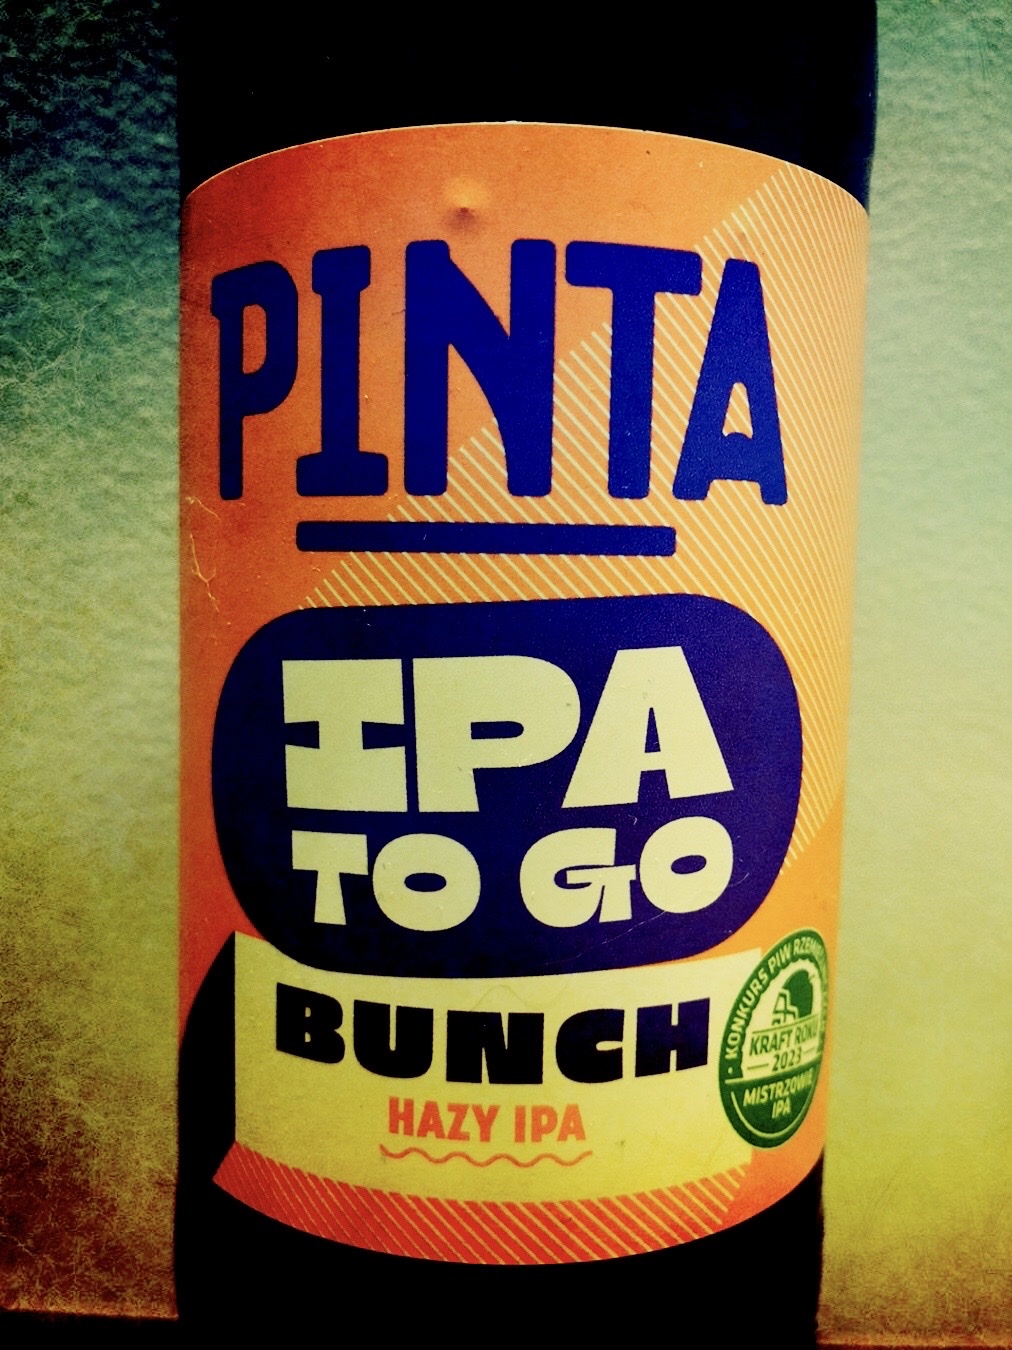 PINTA
IPA
TO GO
BUNCH
HAZY IPA
KONKURS PIW
KRAFT ROKU
2023
MISTRZOWIE
IPA